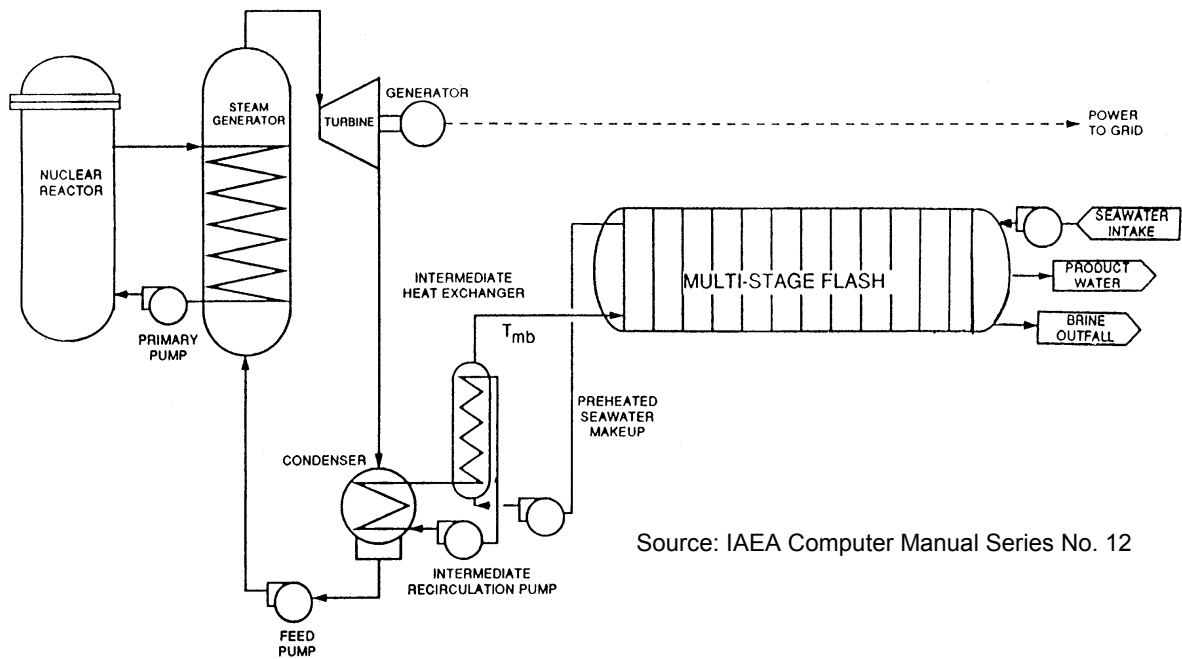 STEAM
GENERATOR
NUCLEAR
REACTOR
PRIMARY
PUMP
TURBINE
GENERATOR
POWER
TO GRID
SEAWATER
INTAKE
PRODUCT
WATER
BRINE
OUTFALL
MULTI-STAGE FLASH
INTERMEDIATE
HEAT EXCHANGER
Tmb
PREHEATED
SEAWATER
MAKEUP
CONDENSER
INTERMEDIATE
RECIRCULATION PUMP
FEED
PUMP
Source: IAEA Computer Manual Series No. 12